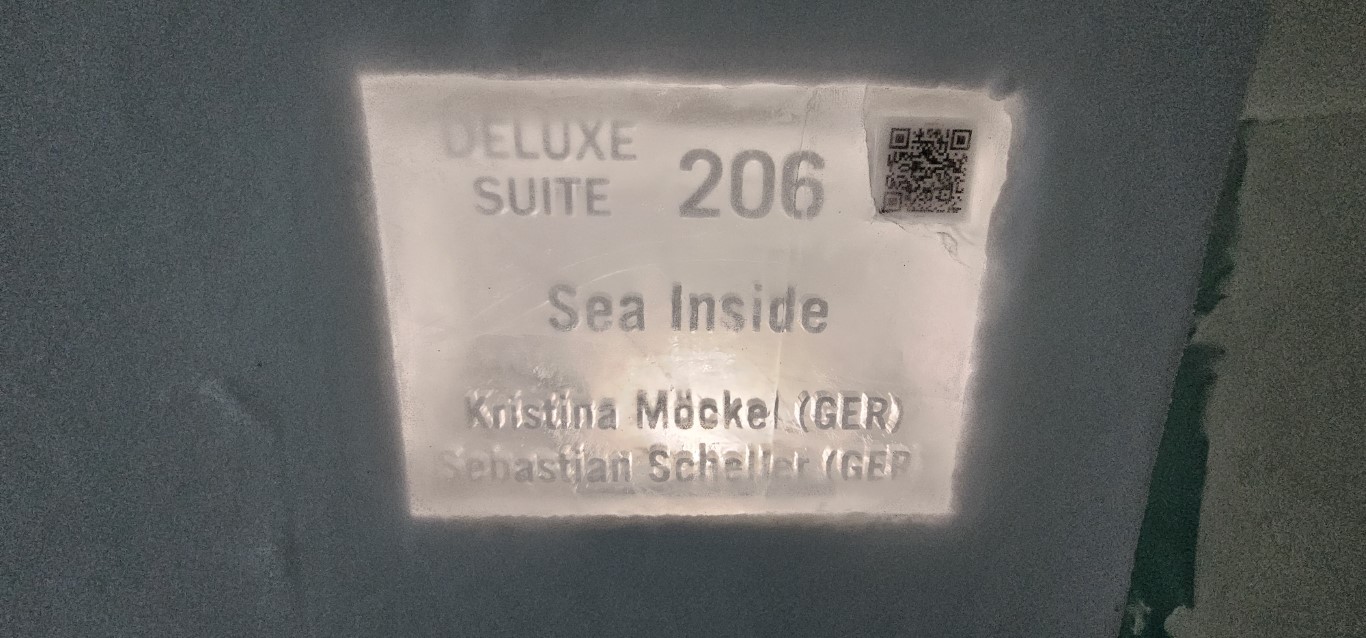 DELUXE
SUITE 206
Sea Inside
Kristina Möckel (GER)
Sebastian Scheller (GER)